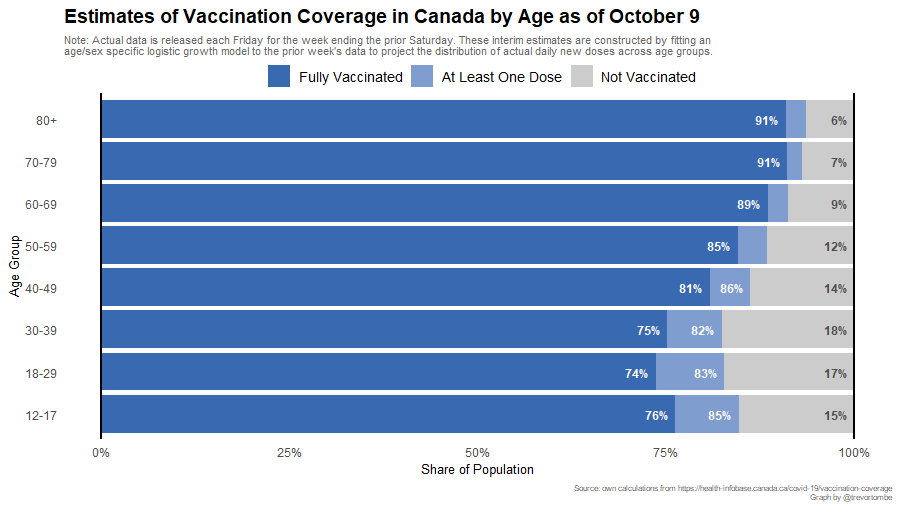 Estimates of Vaccination Coverage in Canada by Age as of October 9
Note: Actual data is released each Friday for the week ending the prior Saturday. These interim estimates are constructed by fitting an
age/sex specific logistic growth model to the prior week's data to project the distribution of actual daily new doses across age groups.
Fully Vaccinated At Least One Dose Not Vaccinated
80+ 91% 6%
70-79 91% 7%
60-69 89% 9%
50-59 85% 12%
Age Group
40-49 81% 86% 14%
30-39 75% 82% 18%
18-29 74% 83% 17%
12-17 76% 85% 15%
0% 25% 50% 75% 100%
Share of Population
Source: own calculations from https://health-infobase.canada.ca/covid-19/vaccination-coverage
Graph by @trevortombe